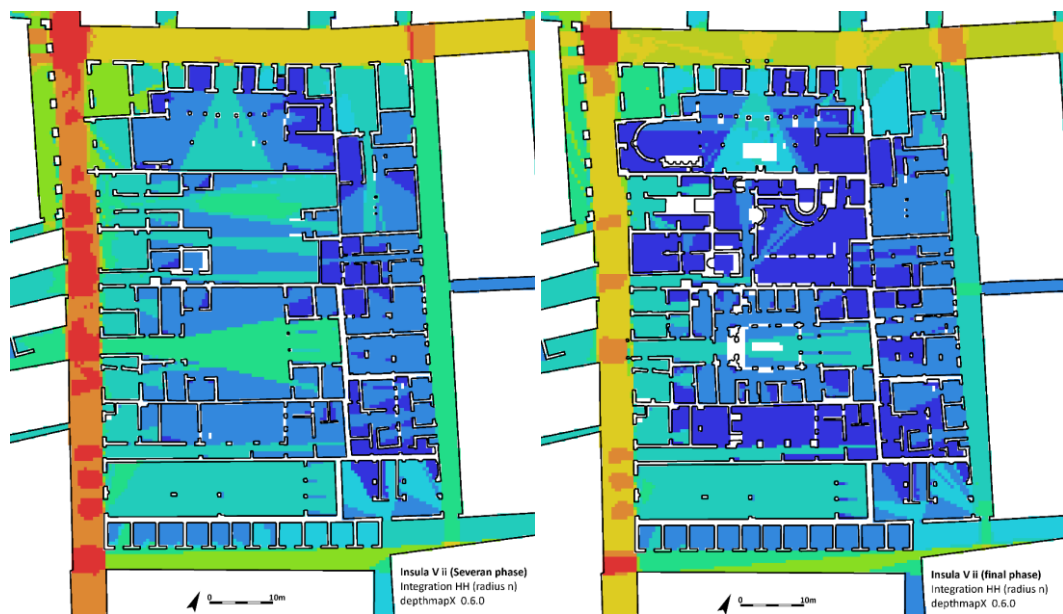 Insula V ii (Severan phase)
Integration HH (radius n)
depthmapX 0.6.0
0
10m
Insula V ii (final phase)
Integration HH (radius n)
depthmapX 0.6.0
0
10m